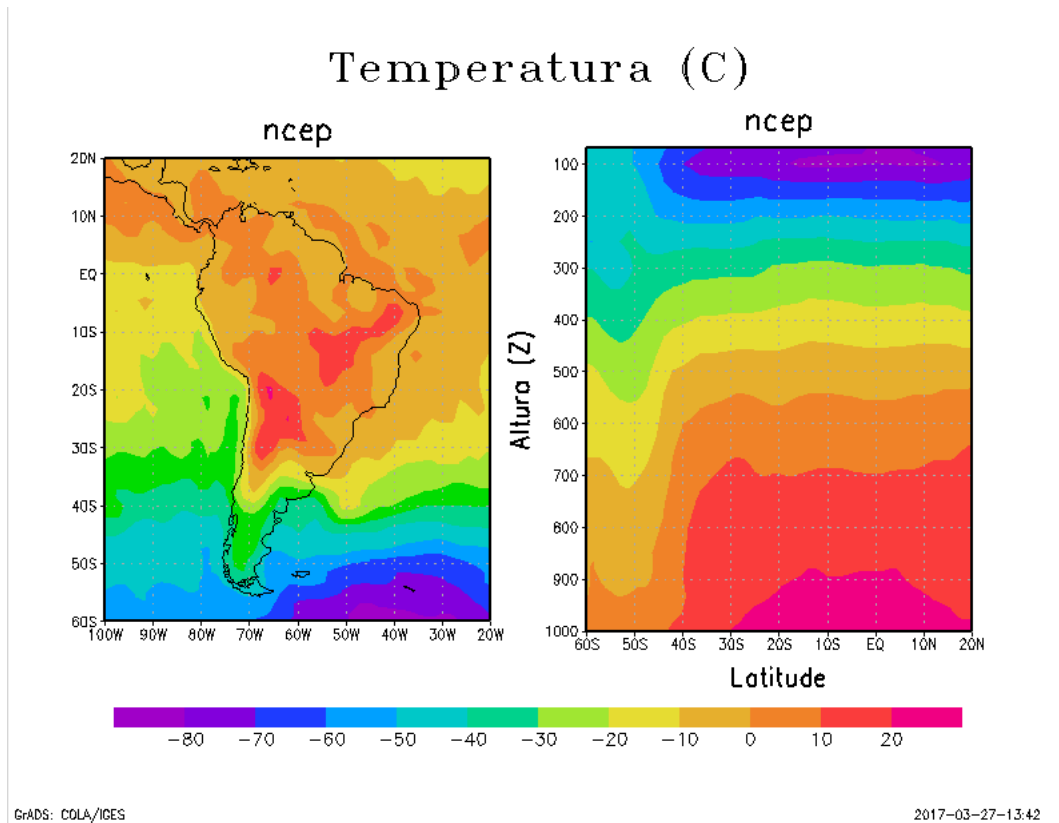 Temperatura (C)
ncep
20N
10N
EQ
10S
20S
30S
40S
50S
60S
100W 90W 80W 70W 60W 50W 40W 30W 20W
ncep
Altura (Z)
100
200
300
400
500
600
700
800
900
1000
60S 50S 40S 30S 20S 10S EQ 10N 20N
Latitude
-80 -70 -60 -50 -40 -30 -20 -10 0 10 20
GrADS: COLA/IGES
2017-03-27-13:42